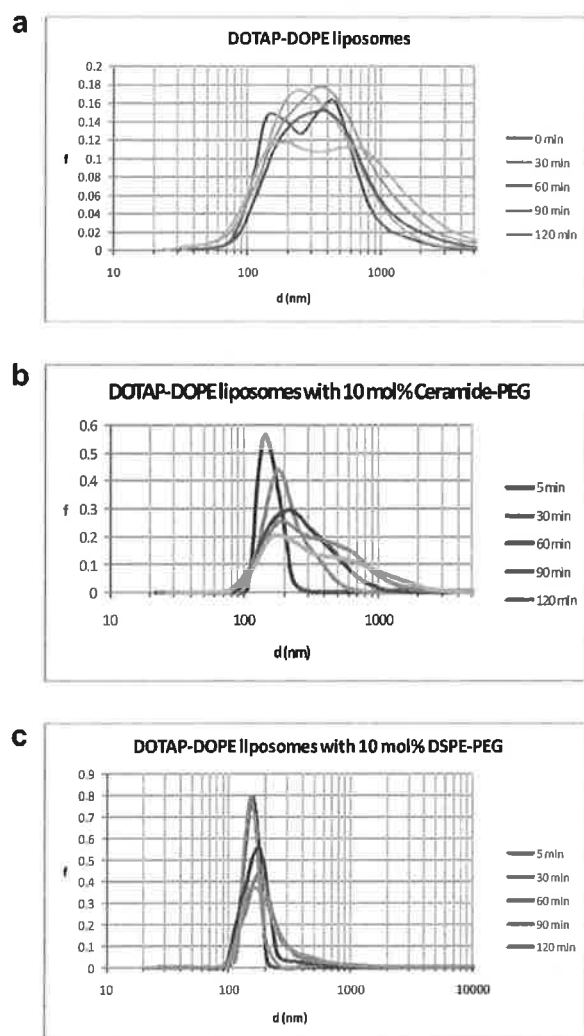 a
DOTAP-DOPE liposomes
0.2
0.18
0.16
0.14
0.12
0.1
0.08
0.06
0.04
0.02
0
f
10
100
1000
d (nm)
0 min
30 min
60 min
90 min
120 min
b
DOTAP-DOPE liposomes with 10 mol% Ceramide-PEG
0.6
0.5
0.4
0.3
0.2
0.1
0
f
10
100
1000
d (nm)
5 min
30 min
60 min
90 min
120 min
c
DOTAP-DOPE liposomes with 10 mol% DSPE-PEG
0.9
0.8
0.7
0.6
0.5
0.4
0.3
0.2
0.1
0
f
10
100
1000
10000
d (nm)
5 min
30 min
60 min
90 min
120 min